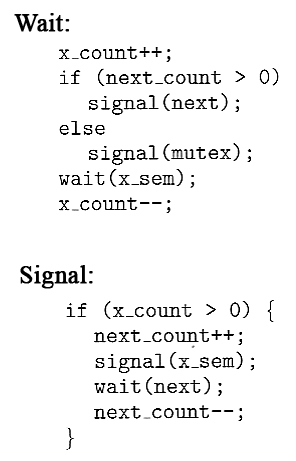 Wait:
x_count++;
if (next_count > 0)
signal(next);
else
signal(mutex);
wait(x_sem);
x_count--;
Signal:
if (x_count > 0) {
next_count++;
signal(x_sem);
wait(next);
next_count--;
}